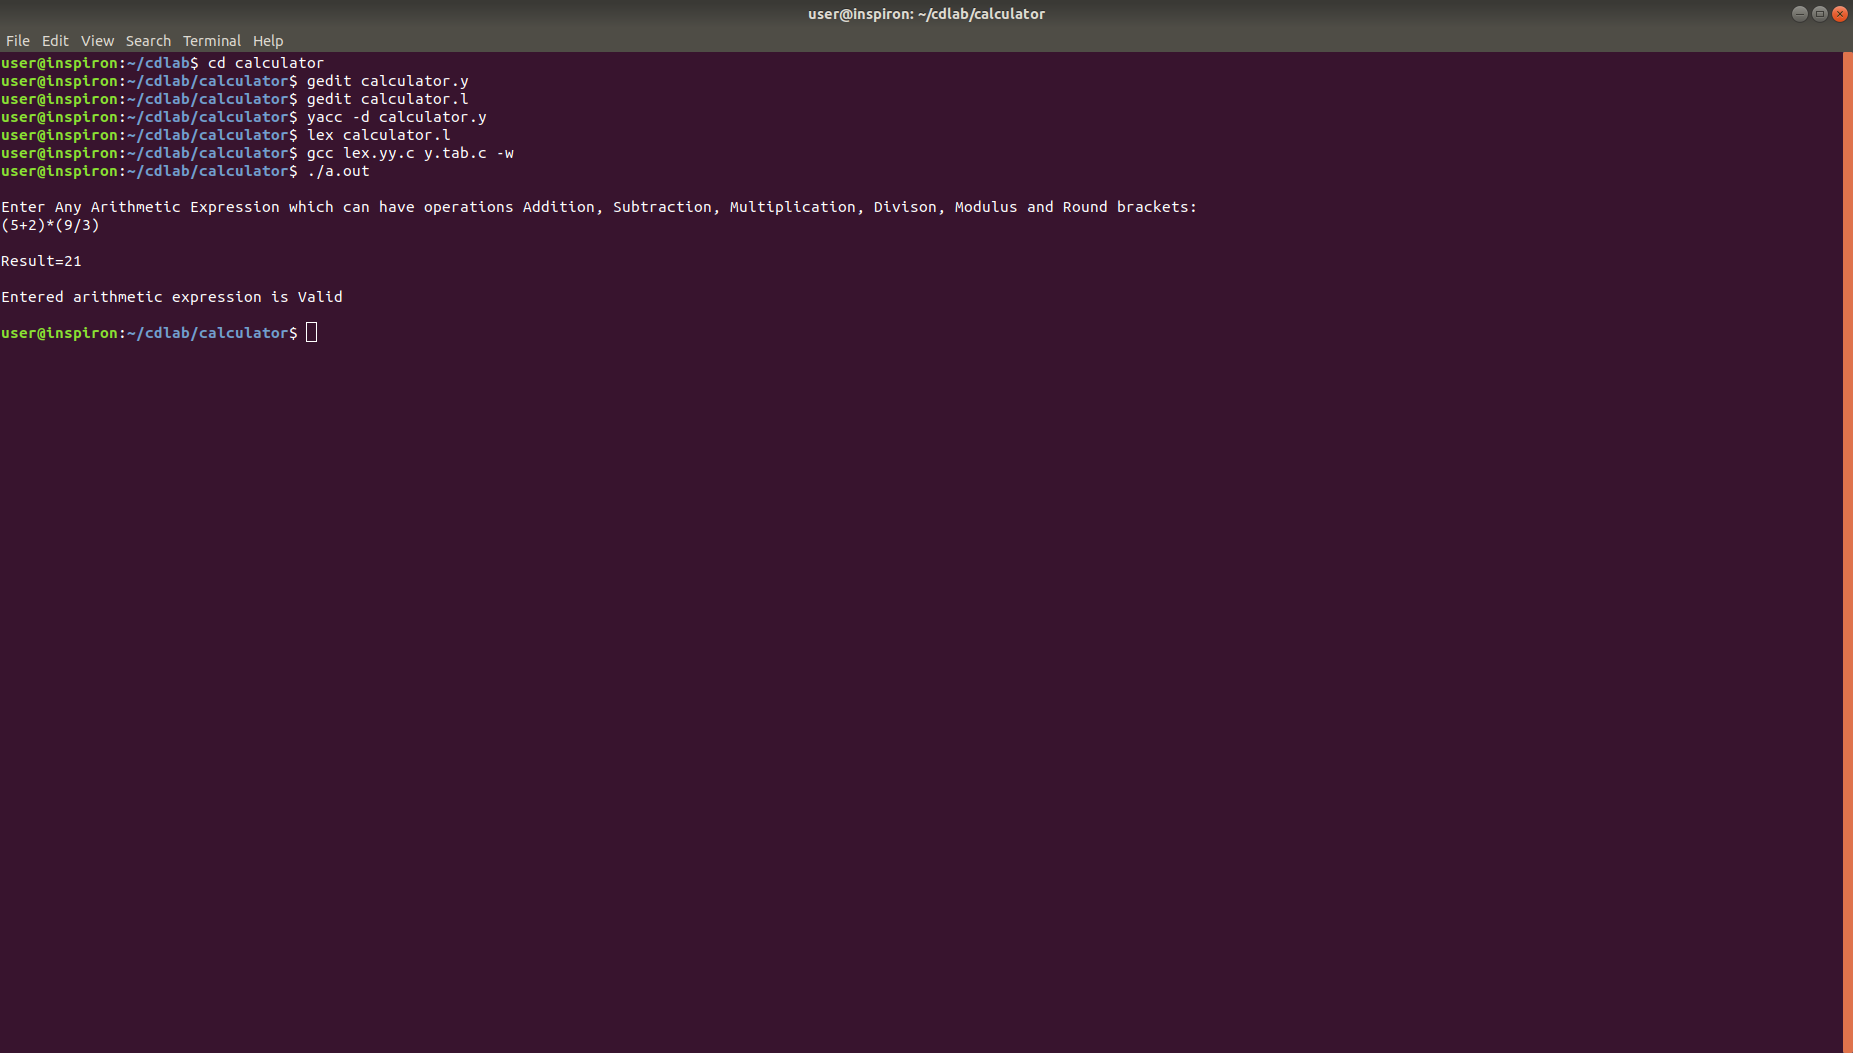 user@inspiron: ~/cdlab/calculator
File Edit View Search Terminal Help
user@inspiron:~/cdlab$ cd calculator
user@inspiron:~/cdlab/calculator$ gedit calculator.y
user@inspiron:~/cdlab/calculator$ gedit calculator.l
user@inspiron:~/cdlab/calculator$ yacc -d calculator.y
user@inspiron:~/cdlab/calculator$ lex calculator.l
user@inspiron:~/cdlab/calculator$ gcc lex.yy.c y.tab.c -w
user@inspiron:~/cdlab/calculator$ ./a.out
Enter Any Arithmetic Expression which can have operations Addition, Subtraction, Multiplication, Divison, Modulus and Round brackets:
(5+2)*(9/3)
Result=21
Entered arithmetic expression is Valid
user@inspiron:~/cdlab/calculator$